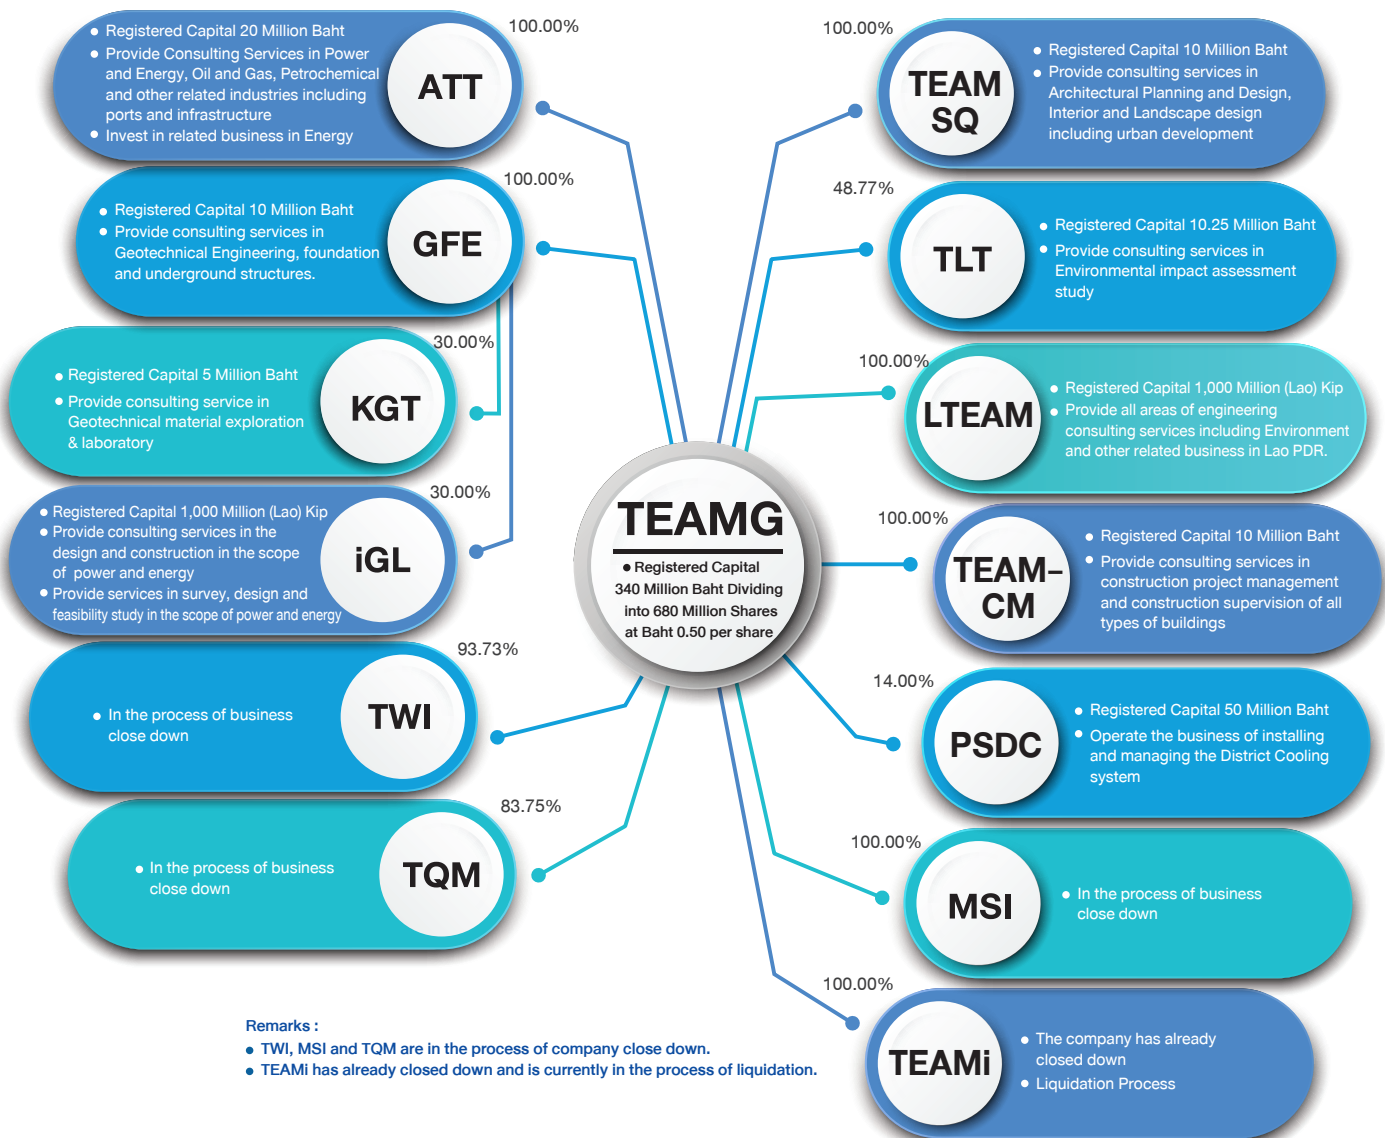 • Registered Capital 20 Million Baht
• Provide Consulting Services in Power
and Energy, Oil and Gas, Petrochemical
and other related industries including
ports and infrastructure
• Invest in related business in Energy
ATT
100.00%
• Registered Capital 10 Million Baht
• Provide consulting services in
Geotechnical Engineering, foundation
and underground structures.
GFE
100.00%
• Registered Capital 5 Million Baht
• Provide consulting service in
Geotechnical material exploration
& laboratory
KGT
30.00%
• Registered Capital 1,000 Million (Lao) Kip
• Provide consulting services in the
design and construction in the scope
of power and energy
• Provide services in survey, design and
feasibility study in the scope of power and energy
iGL
30.00%
• In the process of business
close down
TWI
93.73%
• In the process of business
close down
TQM
83.75%
TEAMG
• Registered Capital
340 Million Baht Dividing
into 680 Million Shares
at Baht 0.50 per share
100.00%
TEAM
SQ
• Registered Capital 10 Million Baht
• Provide consulting services in
Architectural Planning and Design,
Interior and Landscape design
including urban development
48.77%
TLT
• Registered Capital 10.25 Million Baht
• Provide consulting services in
Environmental impact assessment
study
100.00%
LTEAM
• Registered Capital 1,000 Million (Lao) Kip
• Provide all areas of engineering
consulting services including Environment
and other related business in Lao PDR.
100.00%
TEAM–
CM
• Registered Capital 10 Million Baht
• Provide consulting services in
construction project management
and construction supervision of all
types of buildings
14.00%
PSDC
• Registered Capital 50 Million Baht
• Operate the business of installing
and managing the District Cooling
system
100.00%
MSI
• In the process of business
close down
100.00%
TEAMi
• The company has already
closed down
• Liquidation Process
Remarks :
• TWI, MSI and TQM are in the process of company close down.
• TEAMi has already closed down and is currently in the process of liquidation.